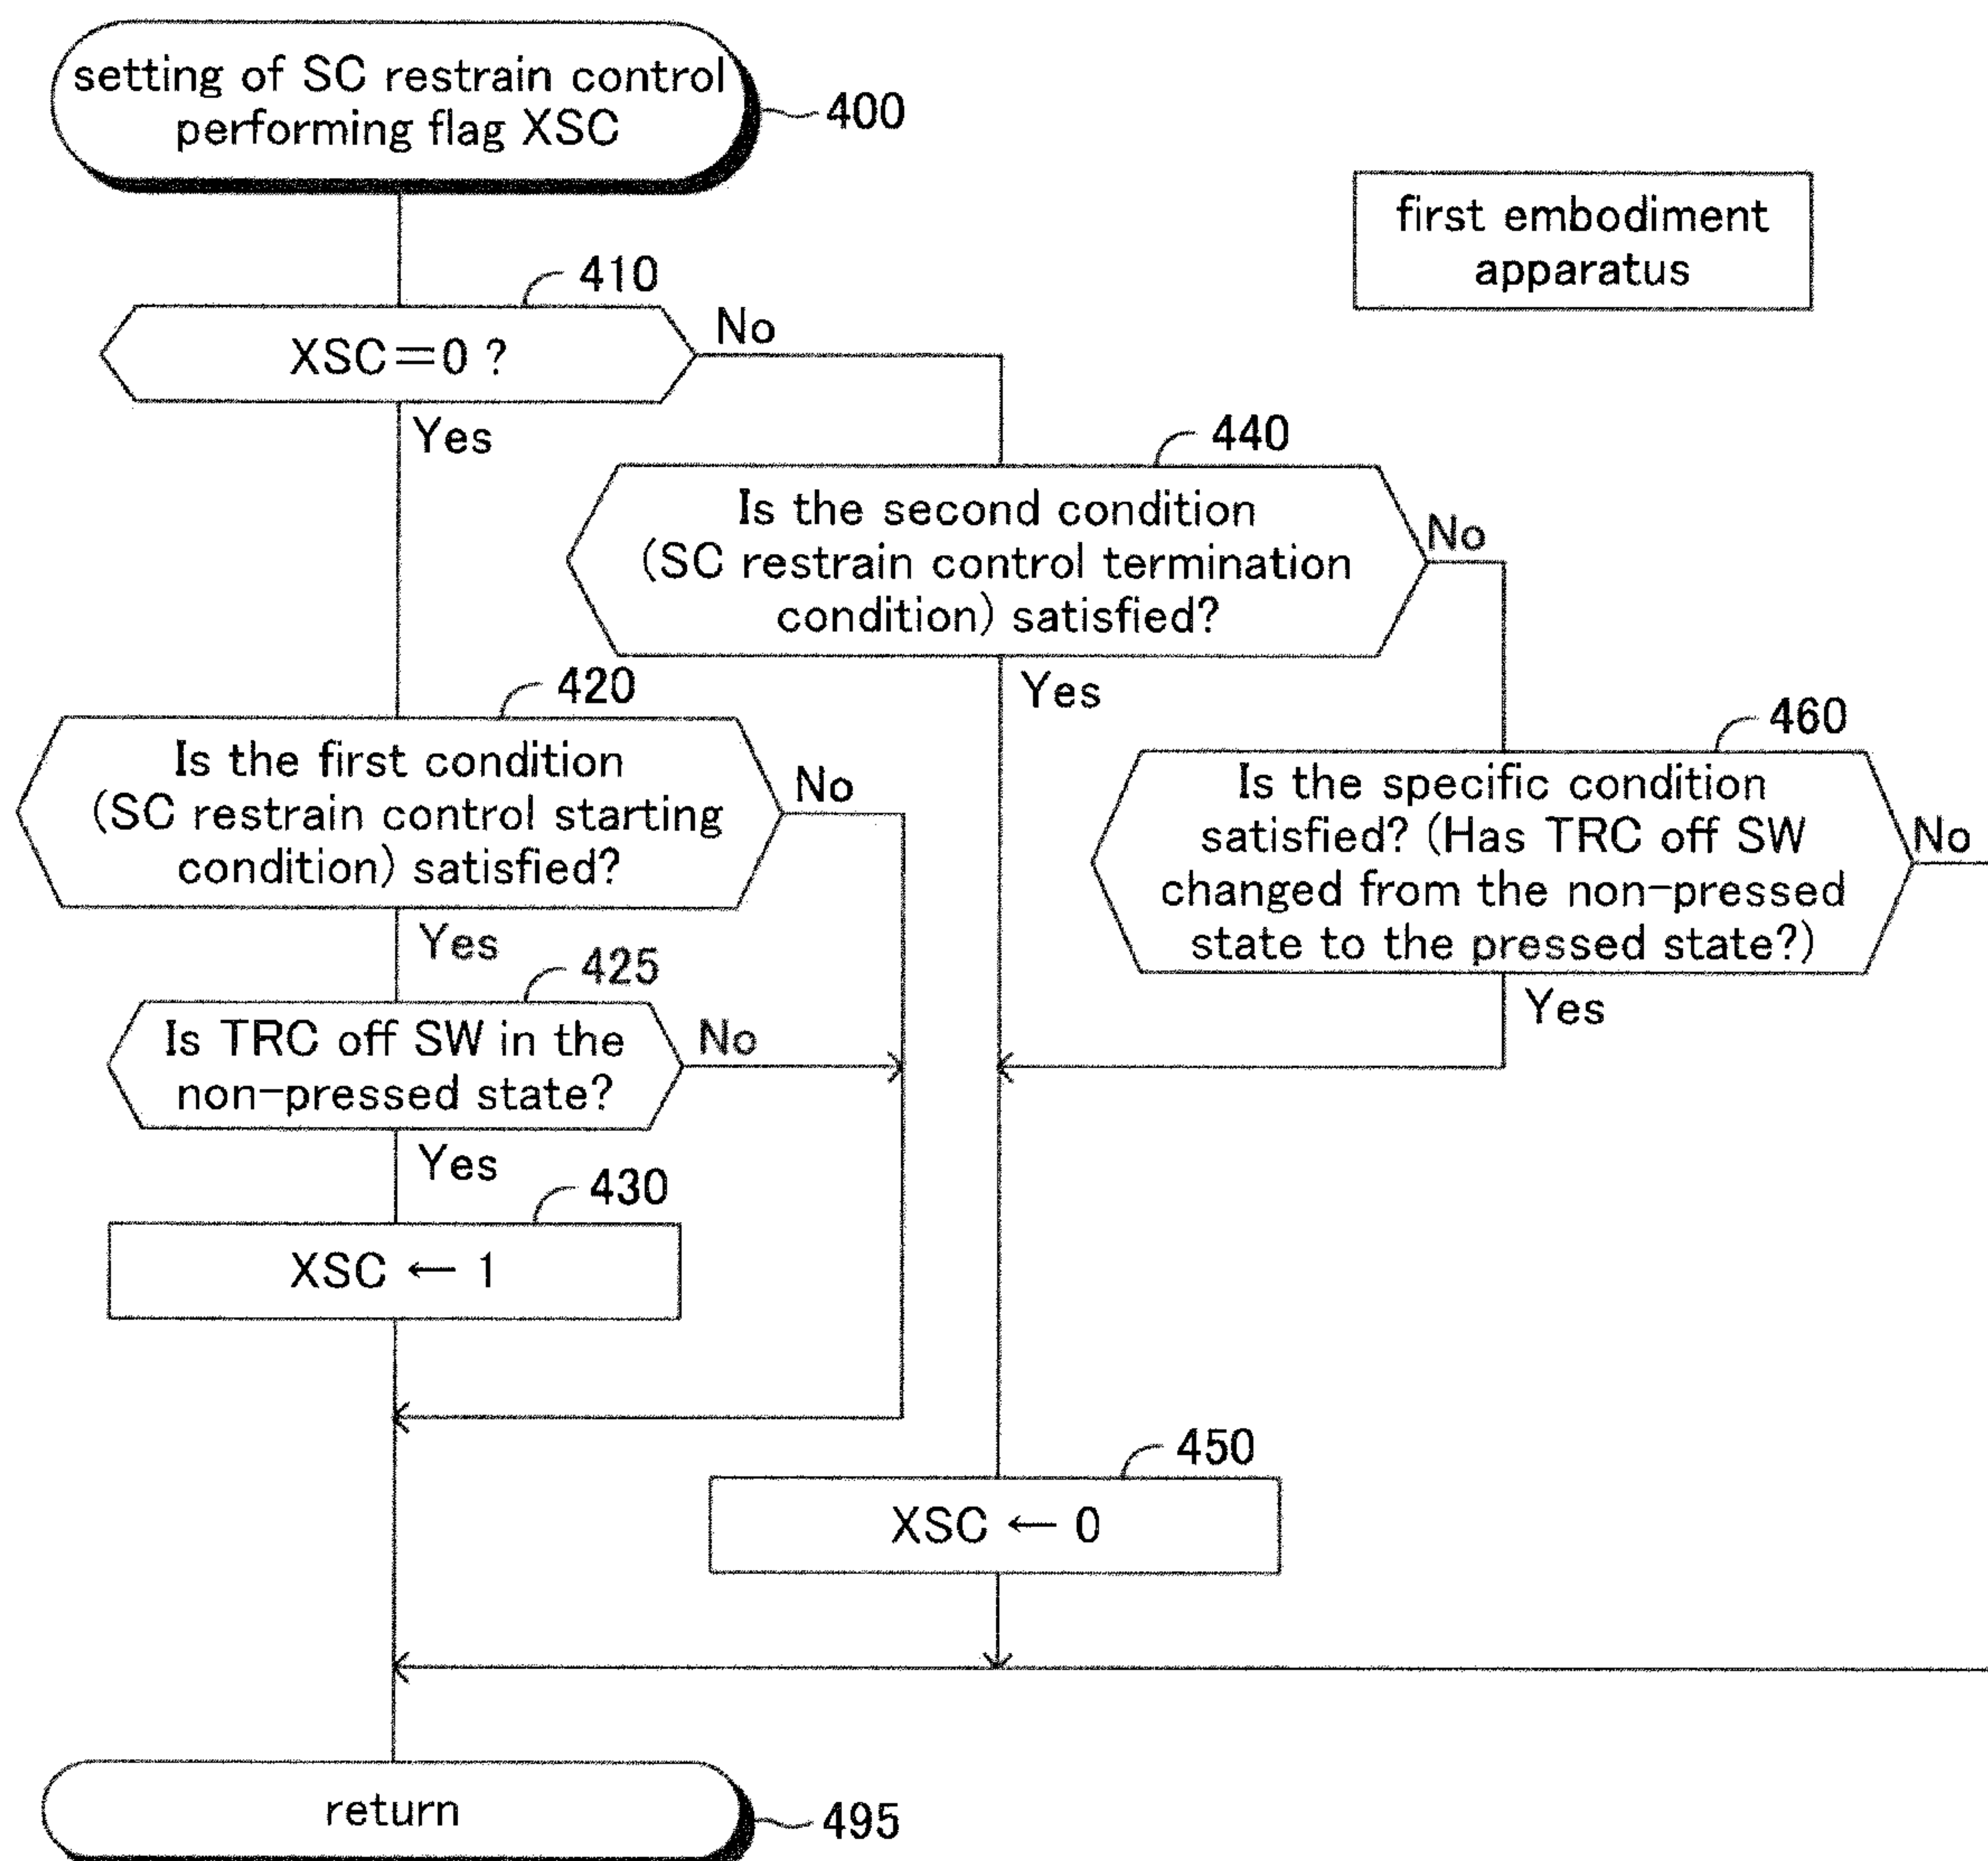 setting of SC restrain control
performing flag XSC
400
first embodiment
apparatus
410
XSC=0 ?
No
Yes
440
Is the second condition
(SC restrain control termination
condition) satisfied?
No
Yes
420
Is the first condition
(SC restrain control starting
condition) satisfied?
No
Yes
460
Is the specific condition
satisfied? (Has TRC off SW
changed from the non-pressed
state to the pressed state?)
No
Yes
425
Is TRC off SW in the
non-pressed state?
No
Yes
430
XSC ← 1
450
XSC ← 0
return
495